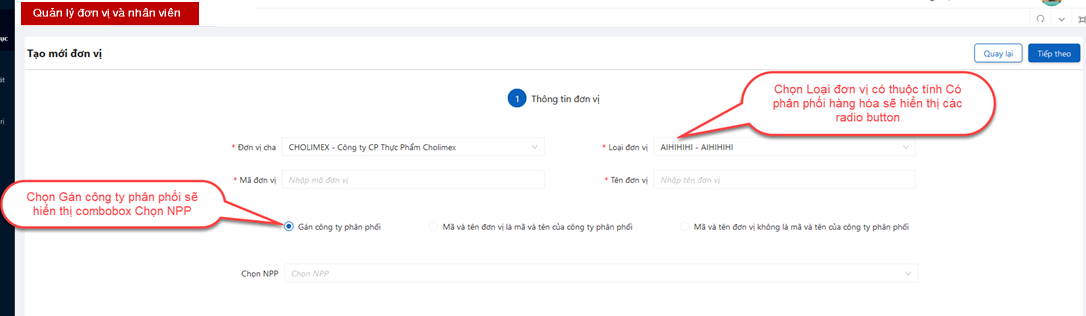 Quản lý đơn vị và nhân viên
ục
Tạo mới đơn vị
Quay lại
Tiếp theo
ặt
Chọn Loại đơn vị có thuộc tính Có
phân phối hàng hóa sẽ hiển thị các
radio button
1 Thông tin đơn vị
rị
* Đơn vị cha CHOLIMEX - Công ty CP Thực Phẩm Cholimex
* Loại đơn vị AIHIHIHI - AIHIHIHI
* Mã đơn vị Nhập mã đơn vị
* Tên đơn vị Nhập tên đơn vị
Chọn Gán công ty phân phối sẽ
hiển thị combobox Chọn NPP
Gán công ty phân phối
Mã và tên đơn vị là mã và tên của công ty phân phối
Mã và tên đơn vị không là mã và tên của công ty phân phối
Chọn NPP Chọn NPP